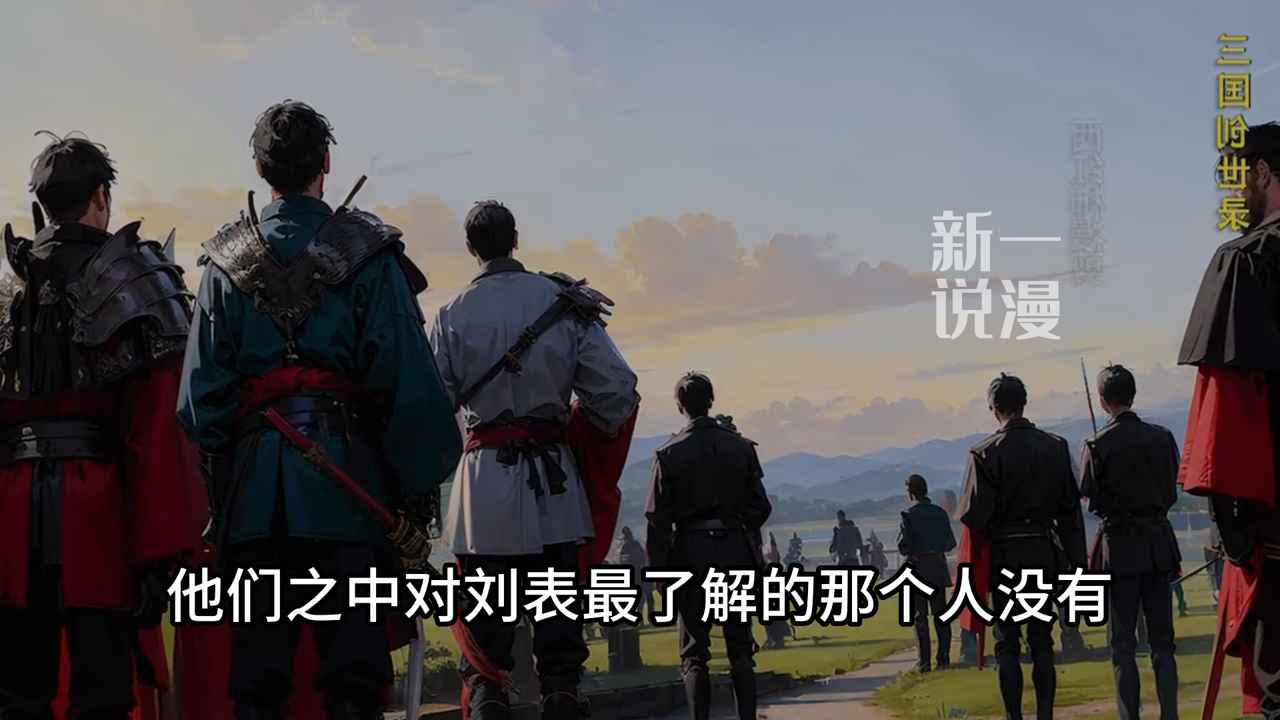 三国的世界
新一
说漫
他们之中对刘表最了解的那个人没有